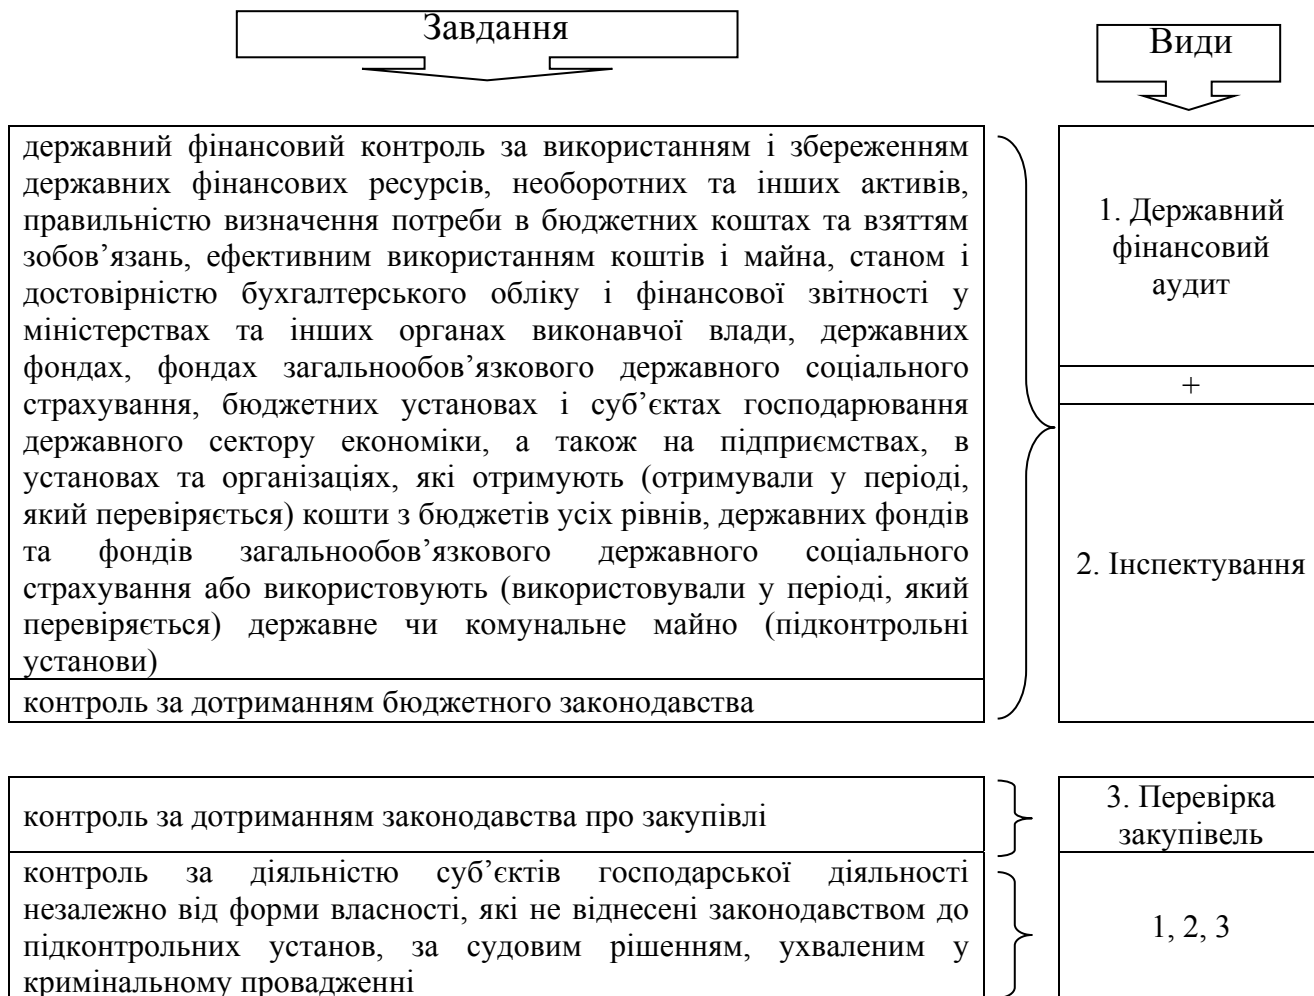 Завдання
Види
державний фінансовий контроль за використанням і збереженням
державних фінансових ресурсів, необоротних та інших активів,
правильністю визначення потреби в бюджетних коштах та взяттям
зобов’язань, ефективним використанням коштів і майна, станом і
достовірністю бухгалтерського обліку і фінансової звітності у
міністерствах та інших органах виконавчої влади, державних
фондах, фондах загальнообов’язкового державного соціального
страхування, бюджетних установах і суб’єктах господарювання
державного сектору економіки, а також на підприємствах, в
установах та організаціях, які отримують (отримували у періоді,
який перевіряється) кошти з бюджетів усіх рівнів, державних фондів
та фондів загальнообов’язкового державного соціального
страхування або використовують (використовували у періоді, який
перевіряється) державне чи комунальне майно (підконтрольні
установи)
контроль за дотриманням бюджетного законодавства
1. Державний
фінансовий
аудит
+
2. Інспектування
контроль за дотриманням законодавства про закупівлі
3. Перевірка
закупівель
контроль за діяльністю суб’єктів господарської діяльності
незалежно від форми власності, які не віднесені законодавством до
підконтрольних установ, за судовим рішенням, ухваленим у
кримінальному провадженні
1, 2, 3